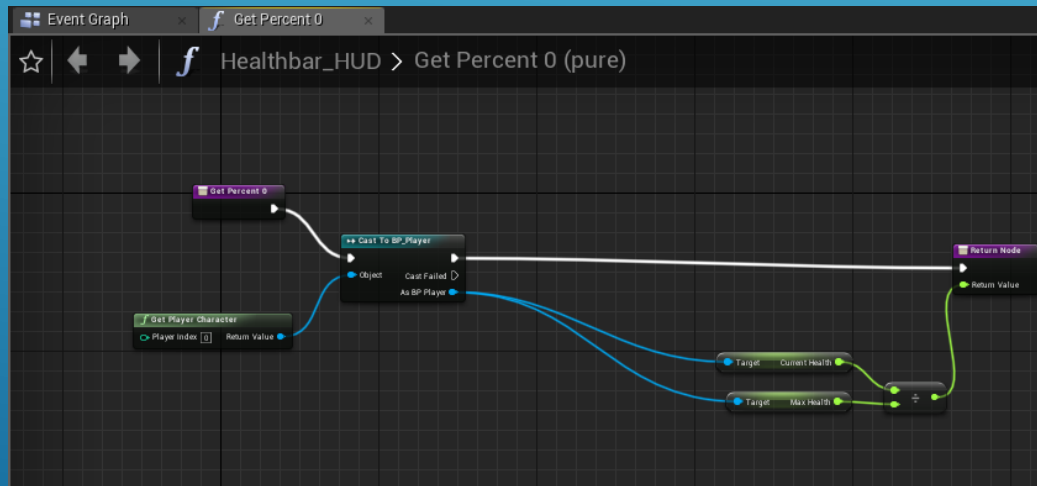 Event Graph
Get Percent 0
Healthbar_HUD > Get Percent 0 (pure)
Get Percent 0
Cast To BP_Player
Object
Cast Failed
As BP Player
Get Player Character
Player Index 0
Return Value
Return Node
Return Value
Target
Current Health
Target
Max Health
÷